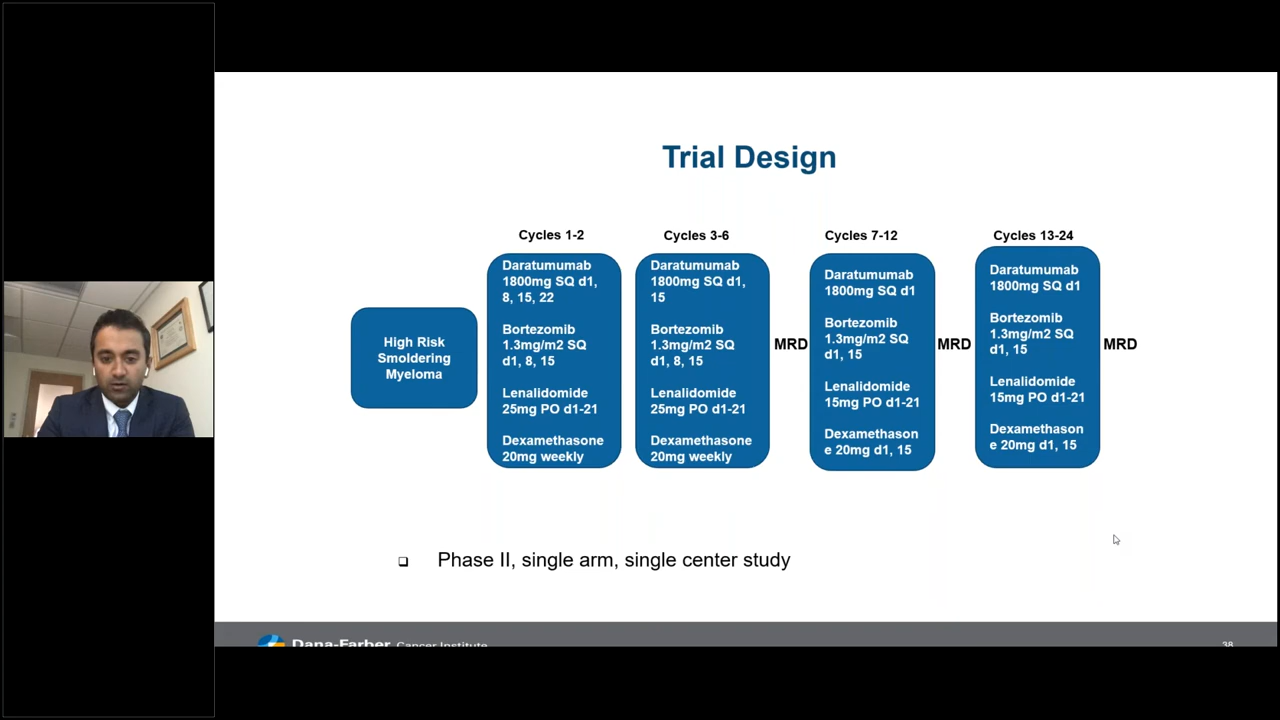 Trial Design
Cycles 1-2
Cycles 3-6
Cycles 7-12
Cycles 13-24
High Risk
Smoldering
Myeloma
Daratumumab
1800mg SQ d1,
8, 15, 22
Bortezomib
1.3mg/m2 SQ
d1, 8, 15
Lenalidomide
25mg PO d1-21
Dexamethasone
20mg weekly
Daratumumab
1800mg SQ d1,
15
Bortezomib
1.3mg/m2 SQ
d1, 8, 15
Lenalidomide
25mg PO d1-21
Dexamethasone
20mg weekly
MRD
Daratumumab
1800mg SQ d1
Bortezomib
1.3mg/m2 SQ
d1, 15
Lenalidomide
15mg PO d1-21
Dexamethason
e 20mg d1, 15
MRD
Daratumumab
1800mg SQ d1
Bortezomib
1.3mg/m2 SQ
d1, 15
Lenalidomide
15mg PO d1-21
Dexamethason
e 20mg d1, 15
MRD
Phase II, single arm, single center study
Dana-Farber Cancer Institute
38